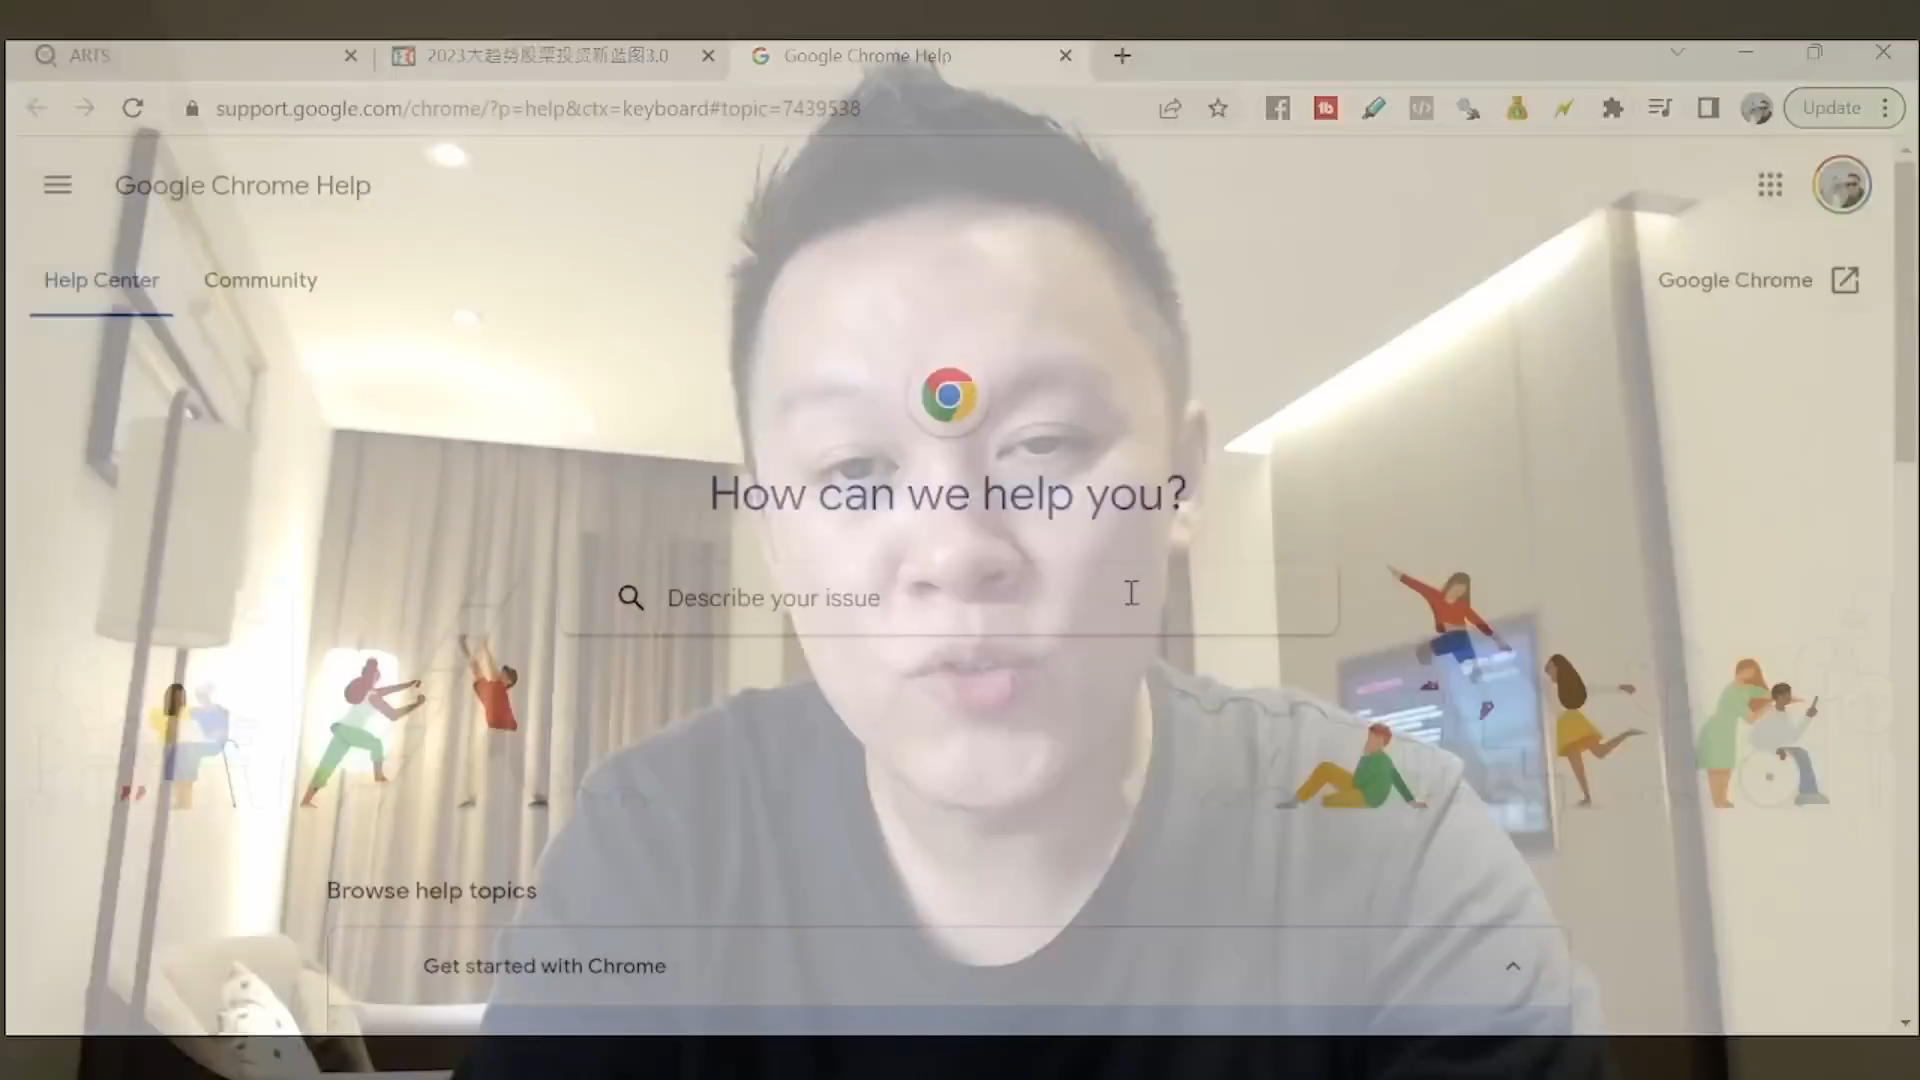 ARTS
2023大趋势股票投资新蓝图3.0
Google Chrome Help
support.google.com/chrome/?p=help&ctx=keyboard#topic=7439538
Update
Google Chrome Help
Help Center
Community
Google Chrome
How can we help you?
Describe your issue
Browse help topics
Get started with Chrome